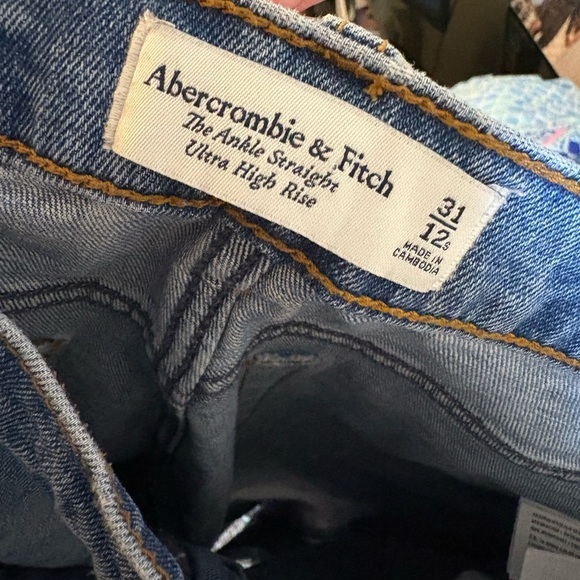 Abercrombie & Fitch
The Ankle Straight
Ultra High Rise
31
12s
MADE IN
CAMBODIA